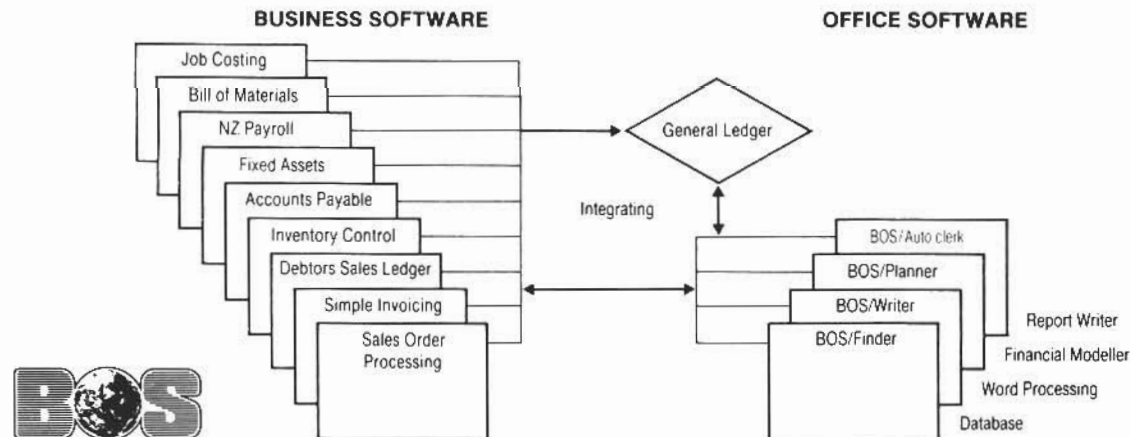 BUSINESS SOFTWARE
OFFICE SOFTWARE
Job Costing
Bill of Materials
NZ Payroll
Fixed Assets
Accounts Payable
Inventory Control
Debtors Sales Ledger
Simple Invoicing
Sales Order
Processing
General Ledger
Integrating
BOS/Auto clerk
BOS/Planner
BOS/Writer
BOS/Finder
Report Writer
Financial Modeller
Word Processing
Database
BOS